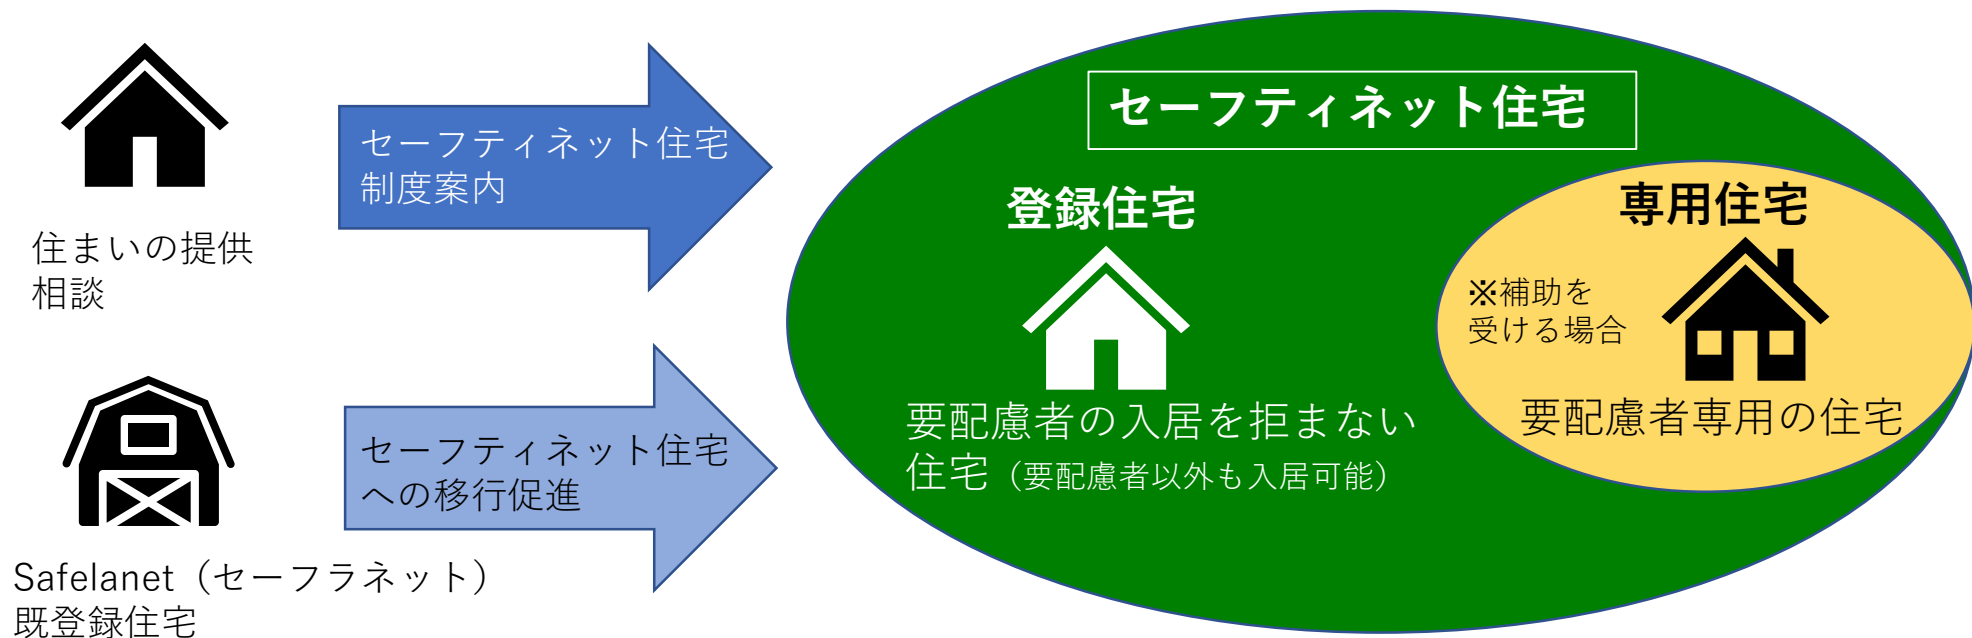 住まいの提供
相談
セーフティネット住宅
制度案内
Safelanet（セーフラネット）
既登録住宅
セーフティネット住宅
への移行促進
セーフティネット住宅
登録住宅
要配慮者の入居を拒まない
住宅（要配慮者以外も入居可能）
専用住宅
※補助を
受ける場合
要配慮者専用の住宅